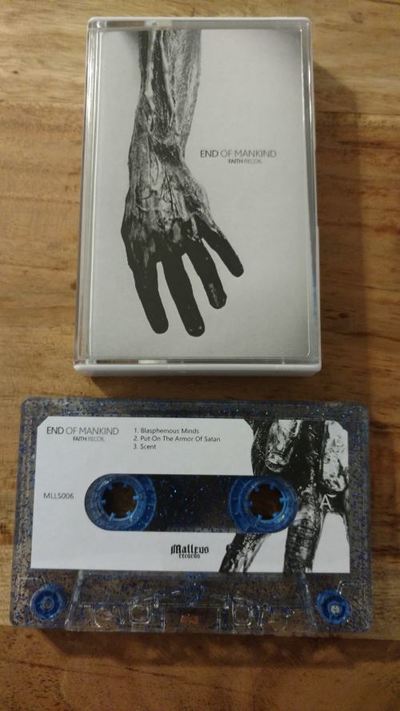 END OF MANKIND
FAITH RECOIL
END OF MANKIND
FAITH RECOIL
1. Blasphemous Minds
2. Put On The Armor Of Satan
3. Scent
MLLS006
Malleus
records